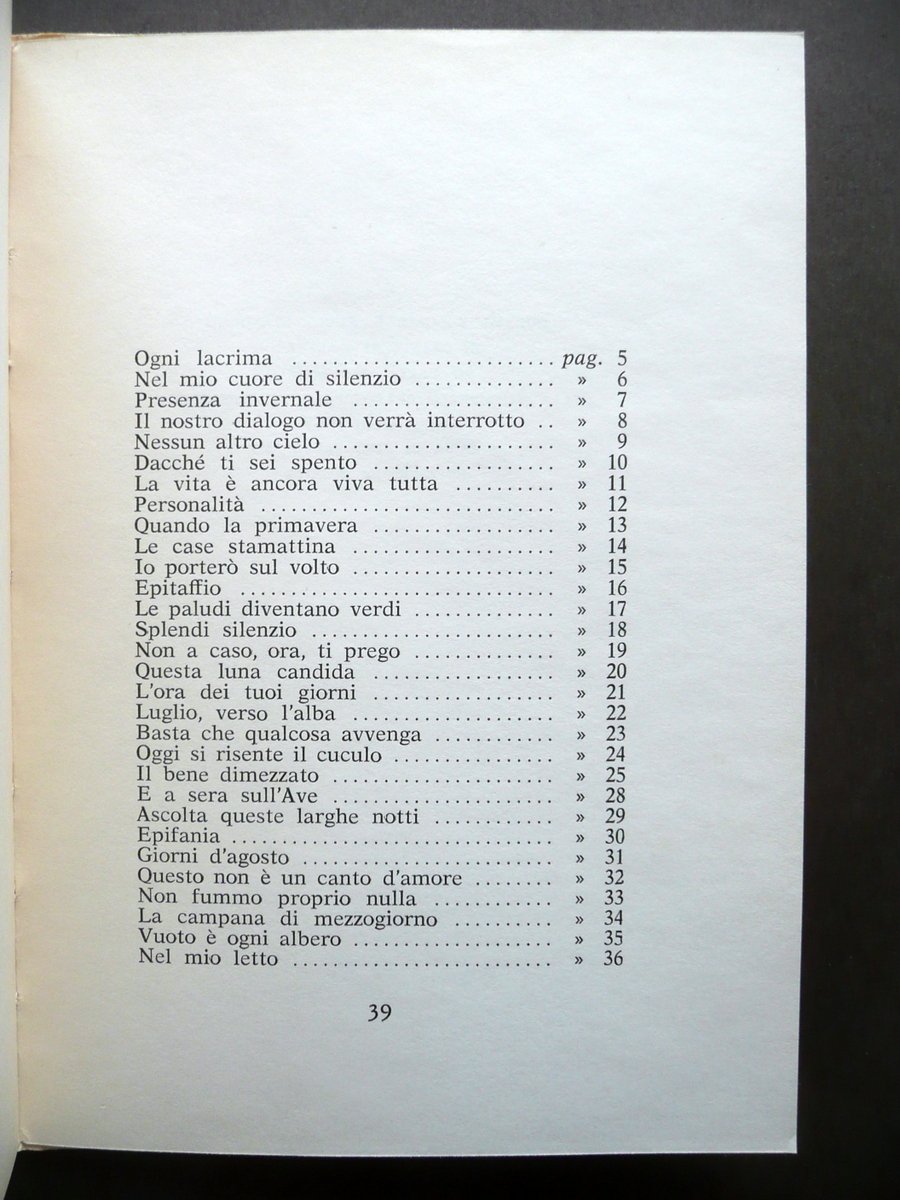 Ogni lacrima .......................... pag. 5
Nel mio cuore di silenzio .............. » 6
Presenza invernale .................... » 7
Il nostro dialogo non verrà interrotto .. » 8
Nessun altro cielo ...................... » 9
Dacché ti sei spento .................. » 10
La vita è ancora viva tutta .......... » 11
Personalità ............................. » 12
Quando la primavera .................. » 13
Le case stamattina .................... » 14
Io porterò sul volto .................... » 15
Epitaffio ............................... » 16
Le paludi diventano verdi .............. » 17
Splendi silenzio ........................ » 18
Non a caso, ora, ti prego .............. » 19
Questa luna candida .................. » 20
L'ora dei tuoi giorni .................. » 21
Luglio, verso l'alba .................... » 22
Basta che qualcosa avvenga ............ » 23
Oggi si risente il cuculo ................ » 24
Il bene dimezzato ...................... » 25
E a sera sull'Ave ...................... » 28
Ascolta queste larghe notti ............ » 29
Epifania ................................ » 30
Giorni d'agosto ......................... » 31
Questo non è un canto d'amore ........ » 32
Non fummo proprio nulla ............ » 33
La campana di mezzogiorno .......... » 34
Vuoto è ogni albero .................... » 35
Nel mio letto .......................... » 36
39